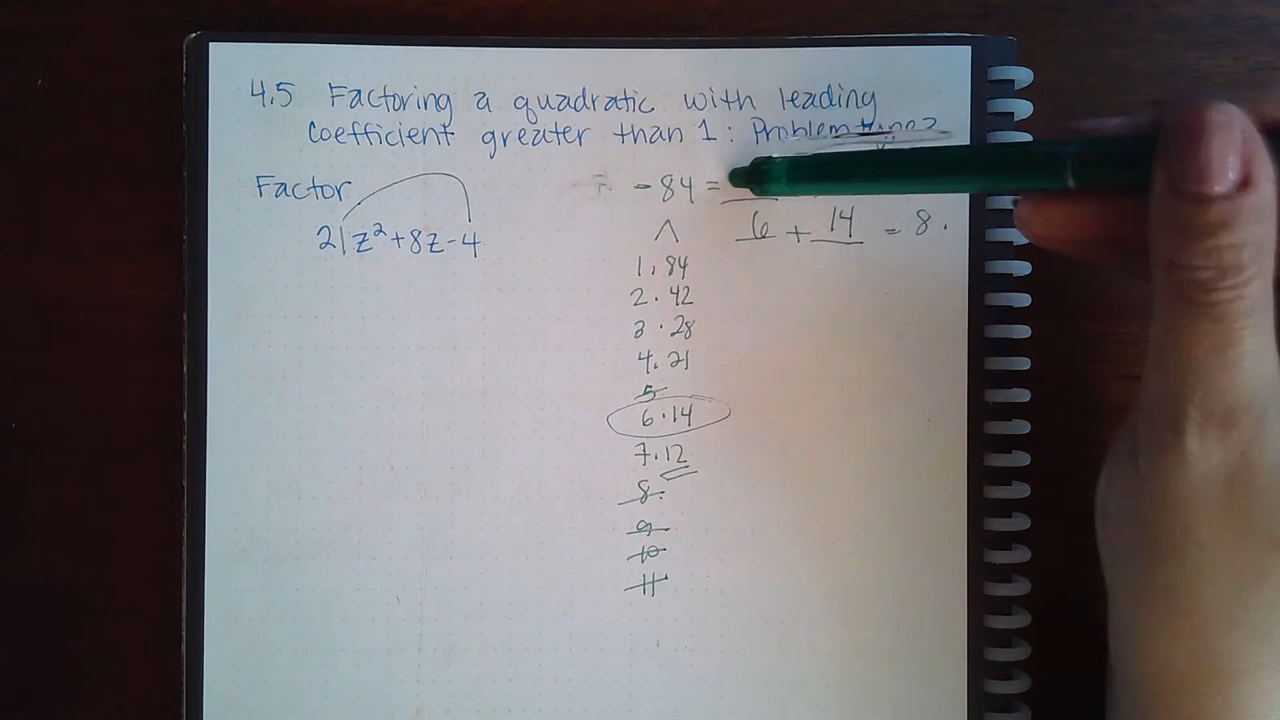 4.5 Factoring a quadratic with leading
coefficient greater than 1: Problem
Factor
21z²+8z-4
-84 =
6 + 14 = 8.
1.84
2.42
3.28
4.21
5
6.14
7.12
8.
9
10
11